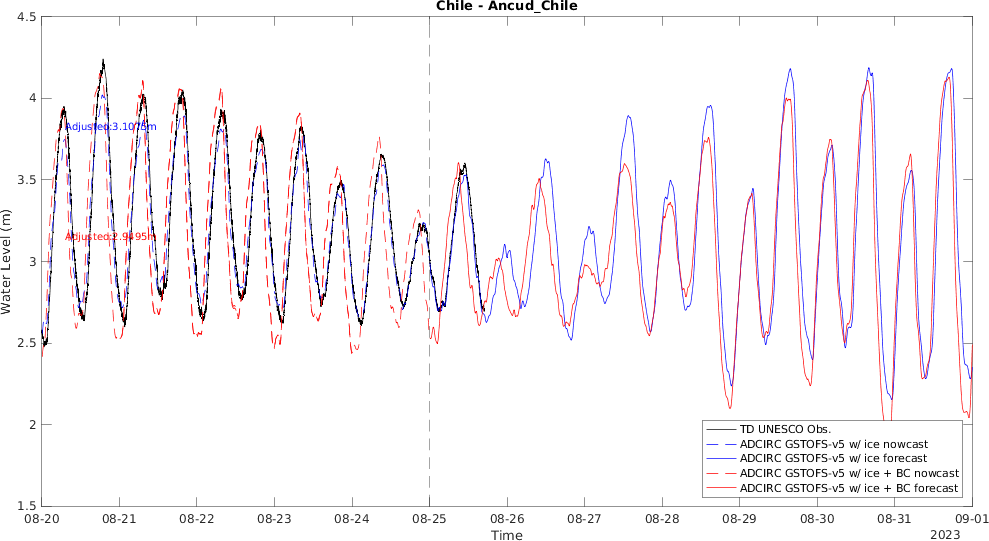 Chile - Ancud_Chile
4.5
4
3.5
3
2.5
2
1.5
Water Level (m)
Adjusted:3.1075m
Adjusted:2.9495m
TD UNESCO Obs.
ADCIRC GSTOFS-v5 w/ ice nowcast
ADCIRC GSTOFS-v5 w/ ice forecast
ADCIRC GSTOFS-v5 w/ ice + BC nowcast
ADCIRC GSTOFS-v5 w/ ice + BC forecast
08-20 08-21 08-22 08-23 08-24 08-25 08-26 08-27 08-28 08-29 08-30 08-31 09-01
Time
2023